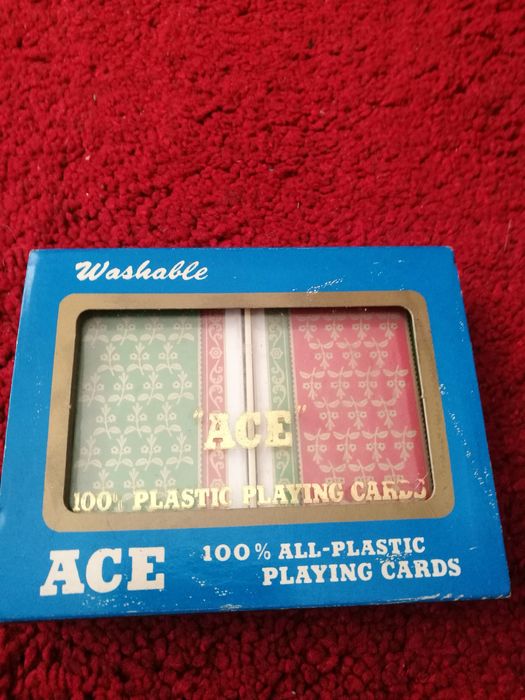 Washable
"ACE"
100% PLASTIC PLAYING CARDS
ACE
100% ALL-PLASTIC
PLAYING CARDS